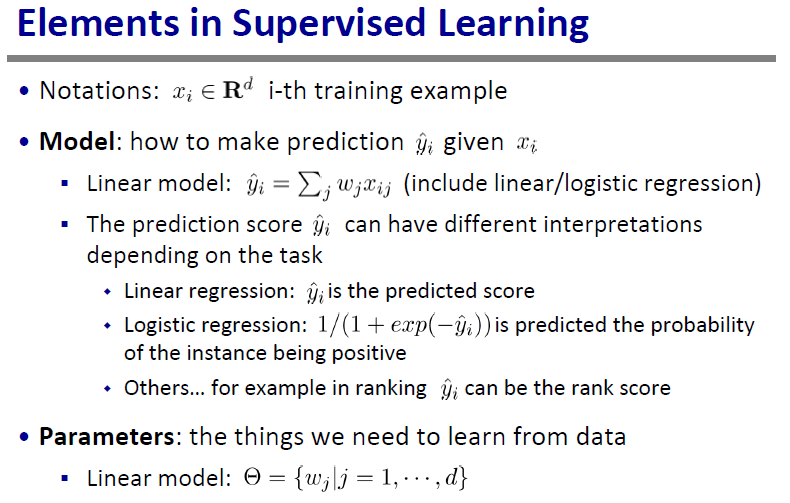 Elements in Supervised Learning
• Notations: $x_i \in \mathbf{R}^d$ i-th training example
• Model: how to make prediction $\hat{y}_i$ given $x_i$
▪ Linear model: $\hat{y}_i = \sum_j w_j x_{ij}$ (include linear/logistic regression)
▪ The prediction score $\hat{y}_i$ can have different interpretations
depending on the task
◆ Linear regression: $\hat{y}_i$ is the predicted score
◆ Logistic regression: $1/(1 + exp(-\hat{y}_i))$ is predicted the probability
of the instance being positive
◆ Others... for example in ranking $\hat{y}_i$ can be the rank score
• Parameters: the things we need to learn from data
▪ Linear model: $\Theta = \{w_j | j = 1, \cdots, d\}$